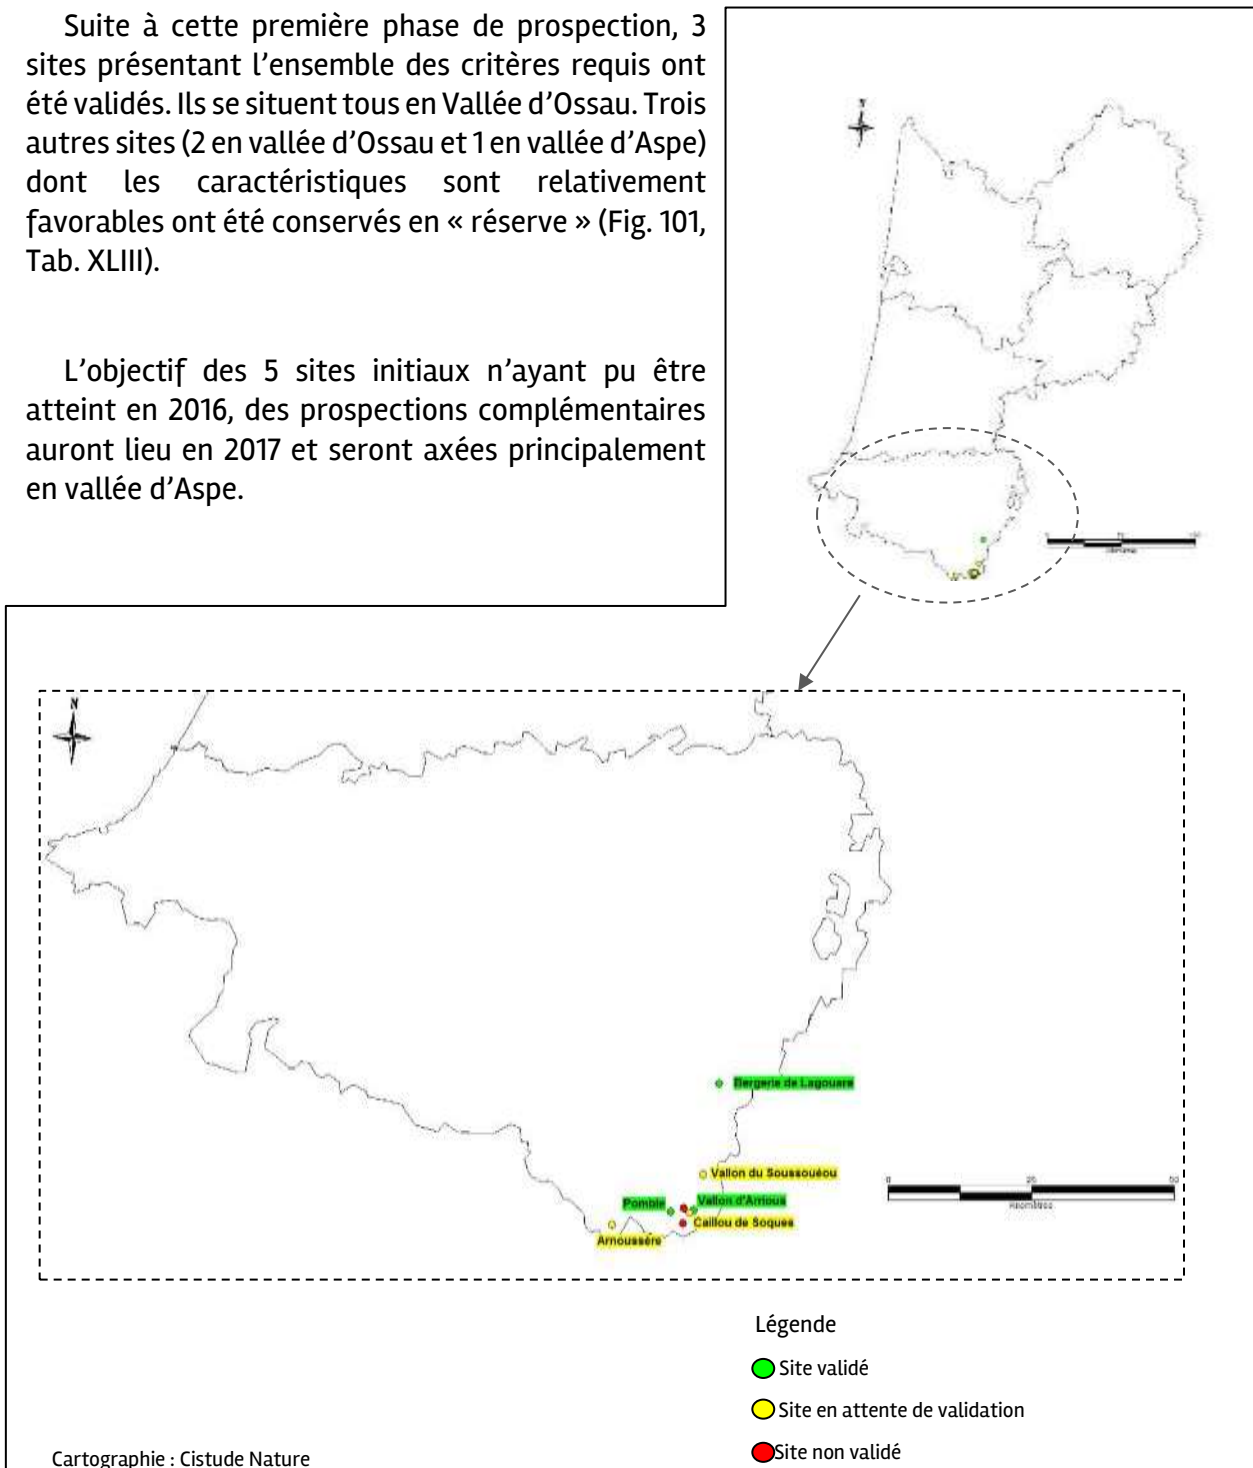 Suite à cette première phase de prospection, 3
sites présentant l’ensemble des critères requis ont
été validés. Ils se situent tous en Vallée d’Ossau. Trois
autres sites (2 en vallée d’Ossau et 1 en vallée d’Aspe)
dont les caractéristiques sont relativement
favorables ont été conservés en « réserve » (Fig. 101,
Tab. XLIII).
L’objectif des 5 sites initiaux n’ayant pu être
atteint en 2016, des prospections complémentaires
auront lieu en 2017 et seront axées principalement
en vallée d’Aspe.
N
Bergerie de Lagouare
Vallon du Soussouéou
Pombie
Vallon d'Arrious
Caillou de Soques
Arnoussère
0 25 50
Kilomètres
Légende
Site validé
Site en attente de validation
Site non validé
Cartographie : Cistude Nature